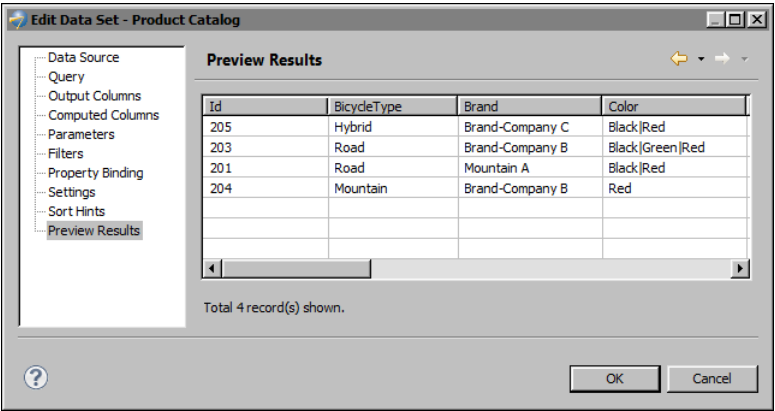 Edit Data Set - Product Catalog
Data Source
Query
Output Columns
Computed Columns
Parameters
Filters
Property Binding
Settings
Sort Hints
Preview Results
Preview Results
Id BicycleType Brand Color
205 Hybrid Brand-Company C Black|Red
203 Road Brand-Company B Black|Green|Red
201 Road Mountain A Black|Red
204 Mountain Brand-Company B Red
Total 4 record(s) shown.
?
OK Cancel